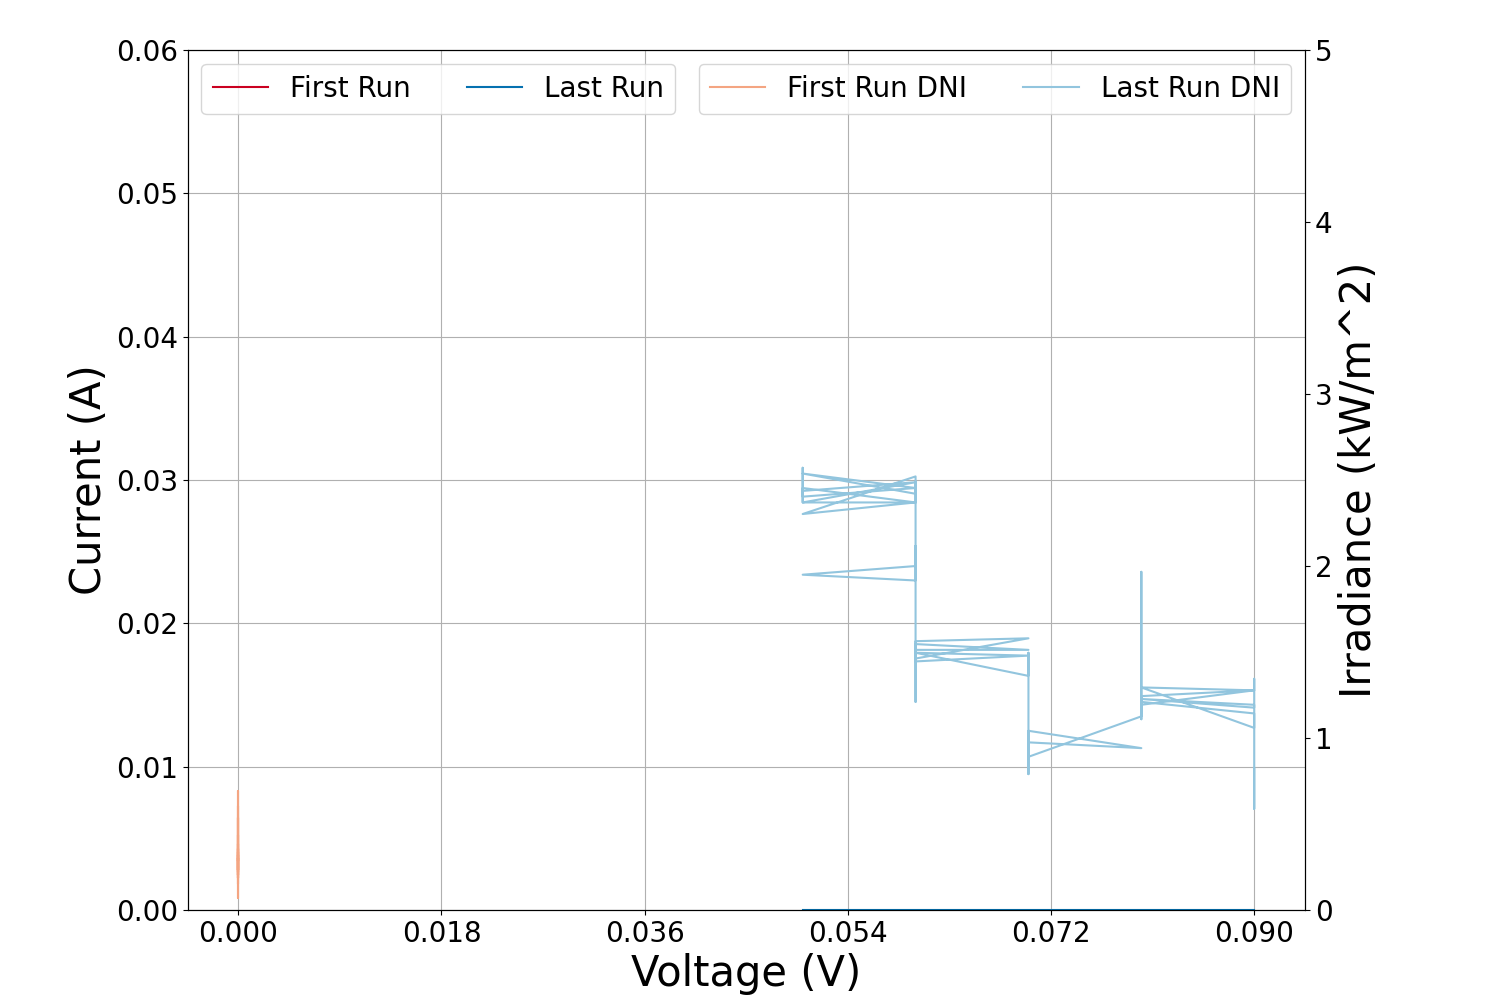 First Run
Last Run
First Run DNI
Last Run DNI
0.06
0.05
0.04
0.03
0.02
0.01
0.00
Current (A)
5
4
3
2
1
0
Irradiance (kW/m^2)
0.000 0.018 0.036 0.054 0.072 0.090
Voltage (V)